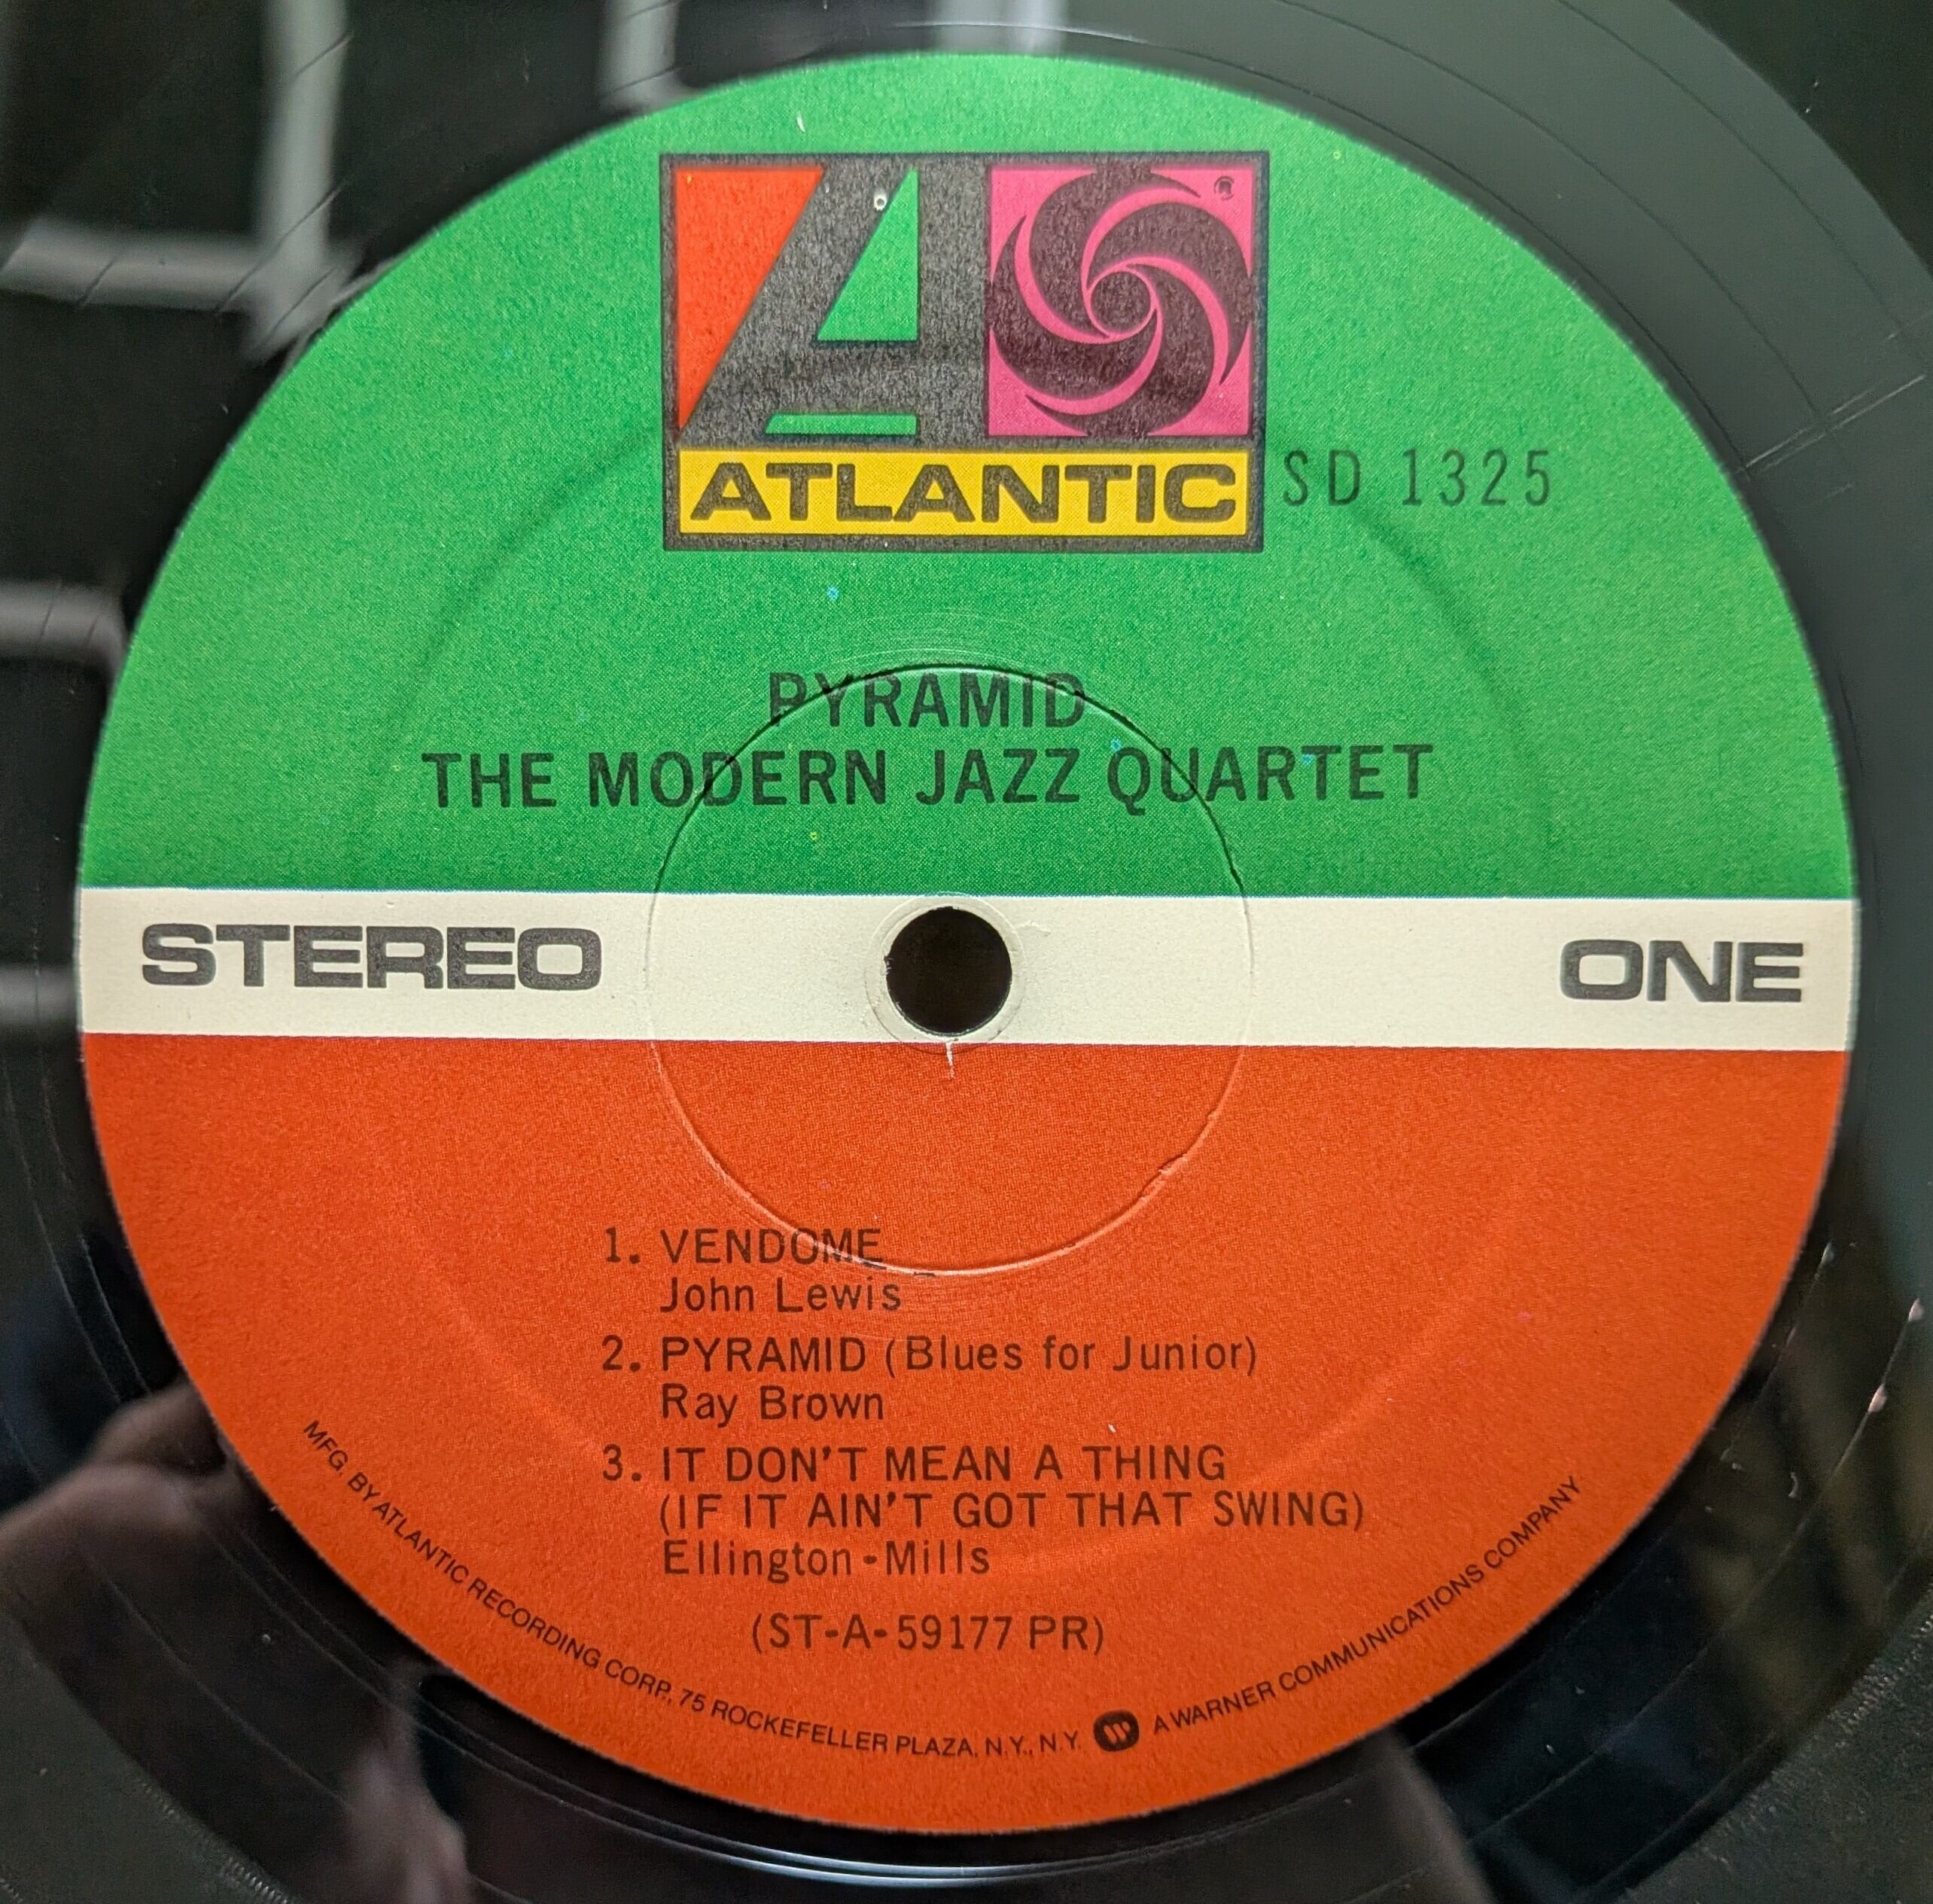 ATLANTIC
SD 1325
PYRAMID
THE MODERN JAZZ QUARTET
STEREO
ONE
1. VENDOME
John Lewis
2. PYRAMID (Blues for Junior)
Ray Brown
3. IT DON'T MEAN A THING
(IF IT AIN'T GOT THAT SWING)
Ellington-Mills
(ST-A-59177 PR)
MFG. BY ATLANTIC RECORDING CORP., 75 ROCKEFELLER PLAZA, N.Y., N.Y. A WARNER COMMUNICATIONS COMPANY